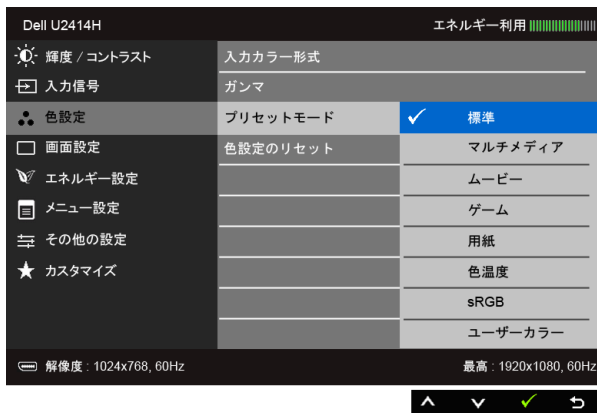 Dell U2414H
エネルギー利用
輝度 / コントラスト
入力カラー形式
入力信号
ガンマ
色設定
プリセットモード
標準
画面設定
色設定のリセット
マルチメディア
エネルギー設定
ムービー
メニュー設定
ゲーム
その他の設定
用紙
カスタマイズ
色温度
sRGB
ユーザーカラー
解像度 : 1024x768, 60Hz
最高 : 1920x1080, 60Hz